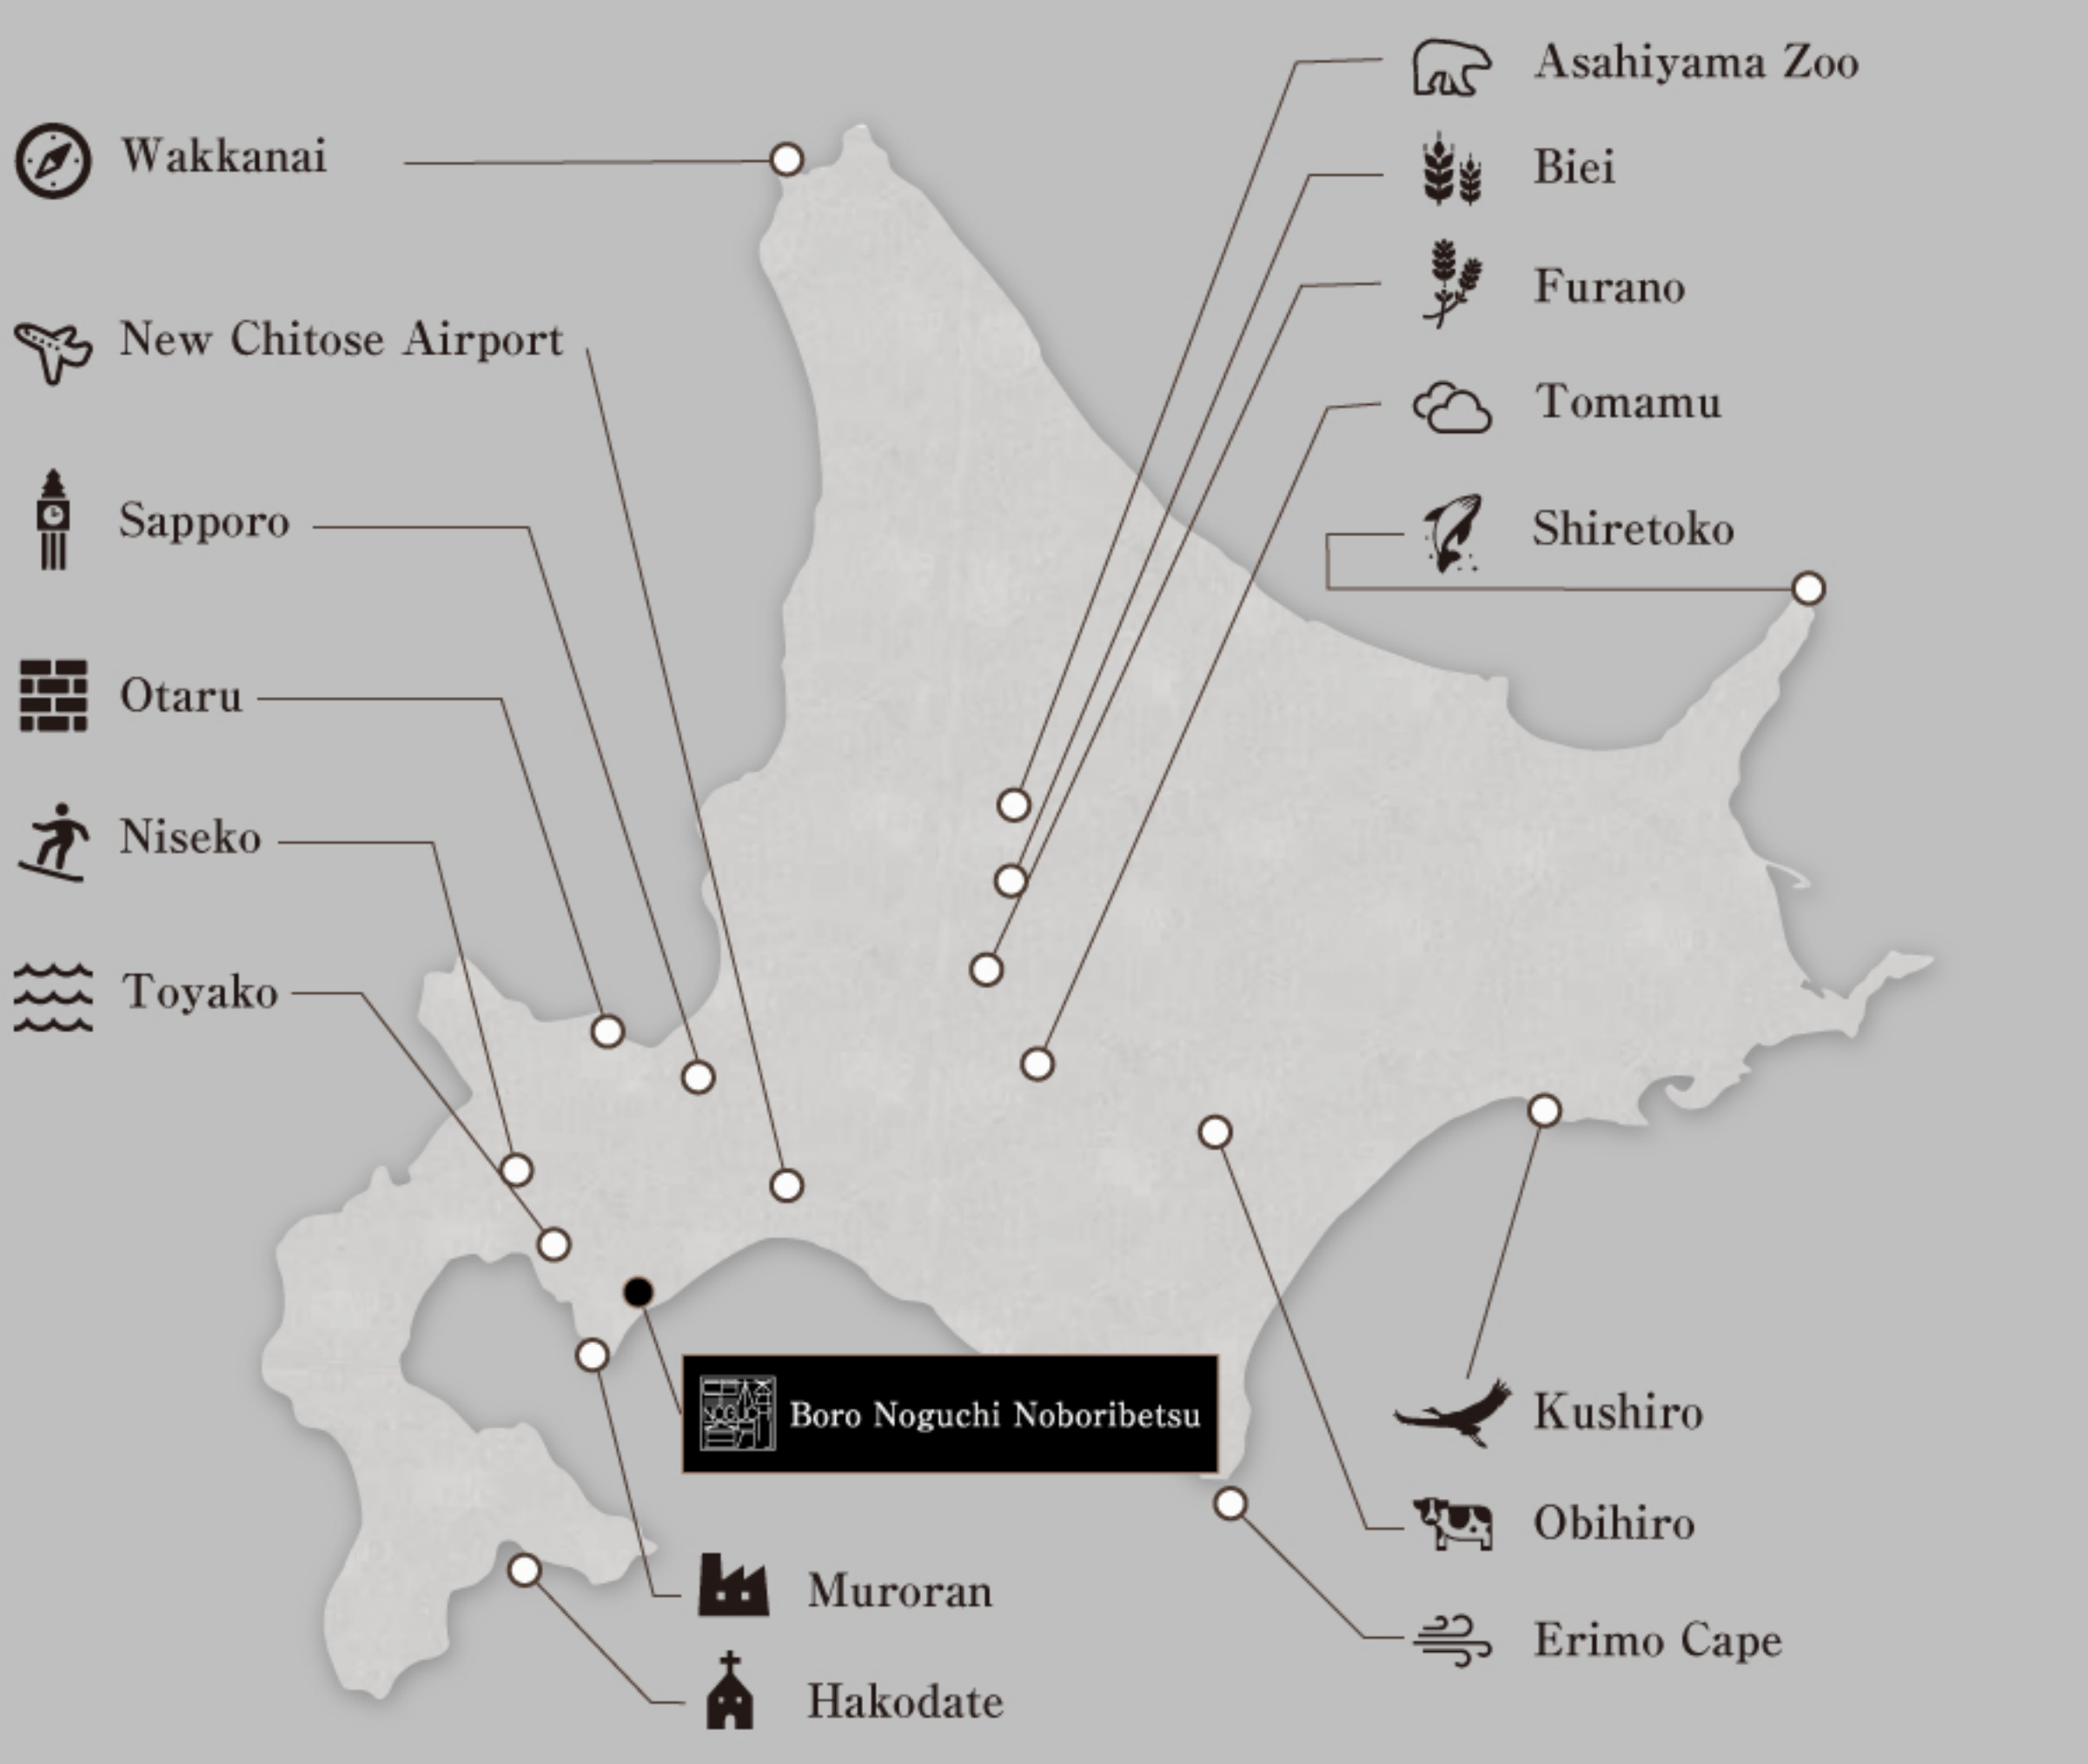 Wakkanai
New Chitose Airport
Sapporo
Otaru
Niseko
Toyako
Asahiyama Zoo
Biei
Furano
Tomamu
Shiretoko
NOGUCHI
Boro Noguchi Noboribetsu
Kushiro
Obihiro
Erimo Cape
Muroran
Hakodate